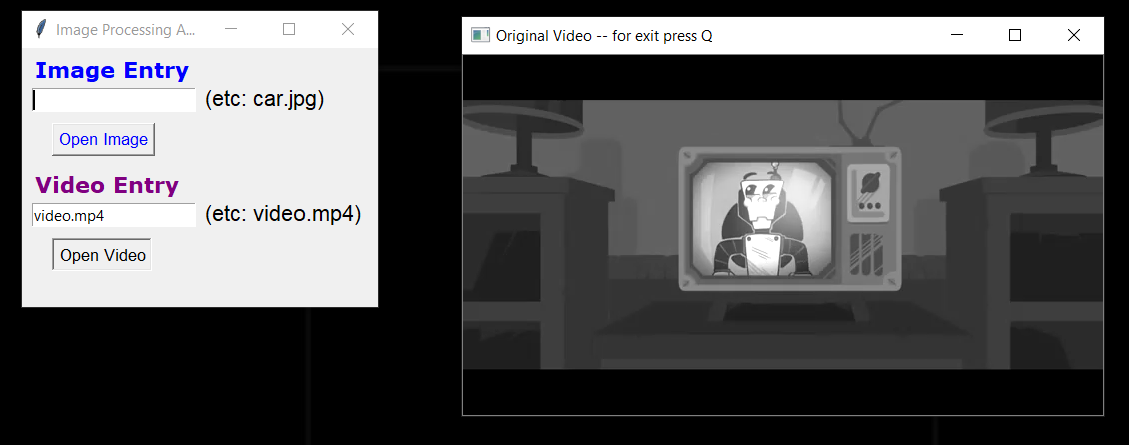 Image Processing A...
Image Entry
(etc: car.jpg)
Open Image
Video Entry
video.mp4 (etc: video.mp4)
Open Video
Original Video -- for exit press Q